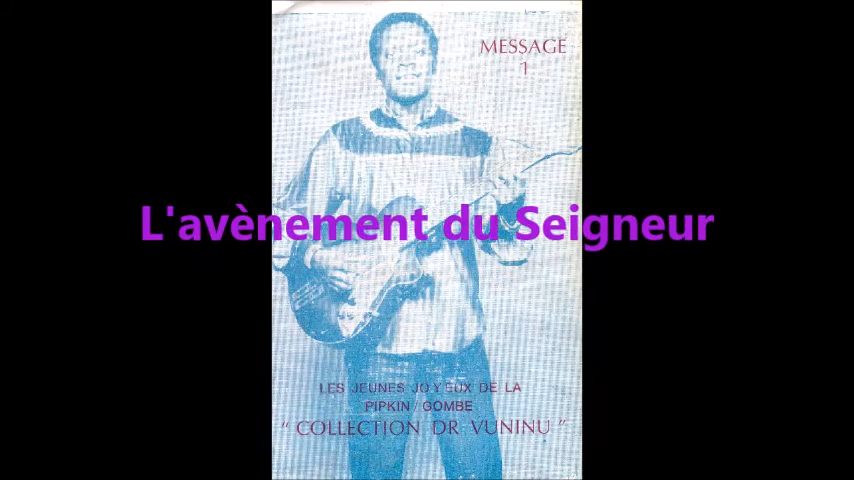 MESSAGE
1
L'avènement du Seigneur
LES JEUNES JOYEUX DE LA
PIPKIN / GOMBE
" COLLECTION DR VUNINU "